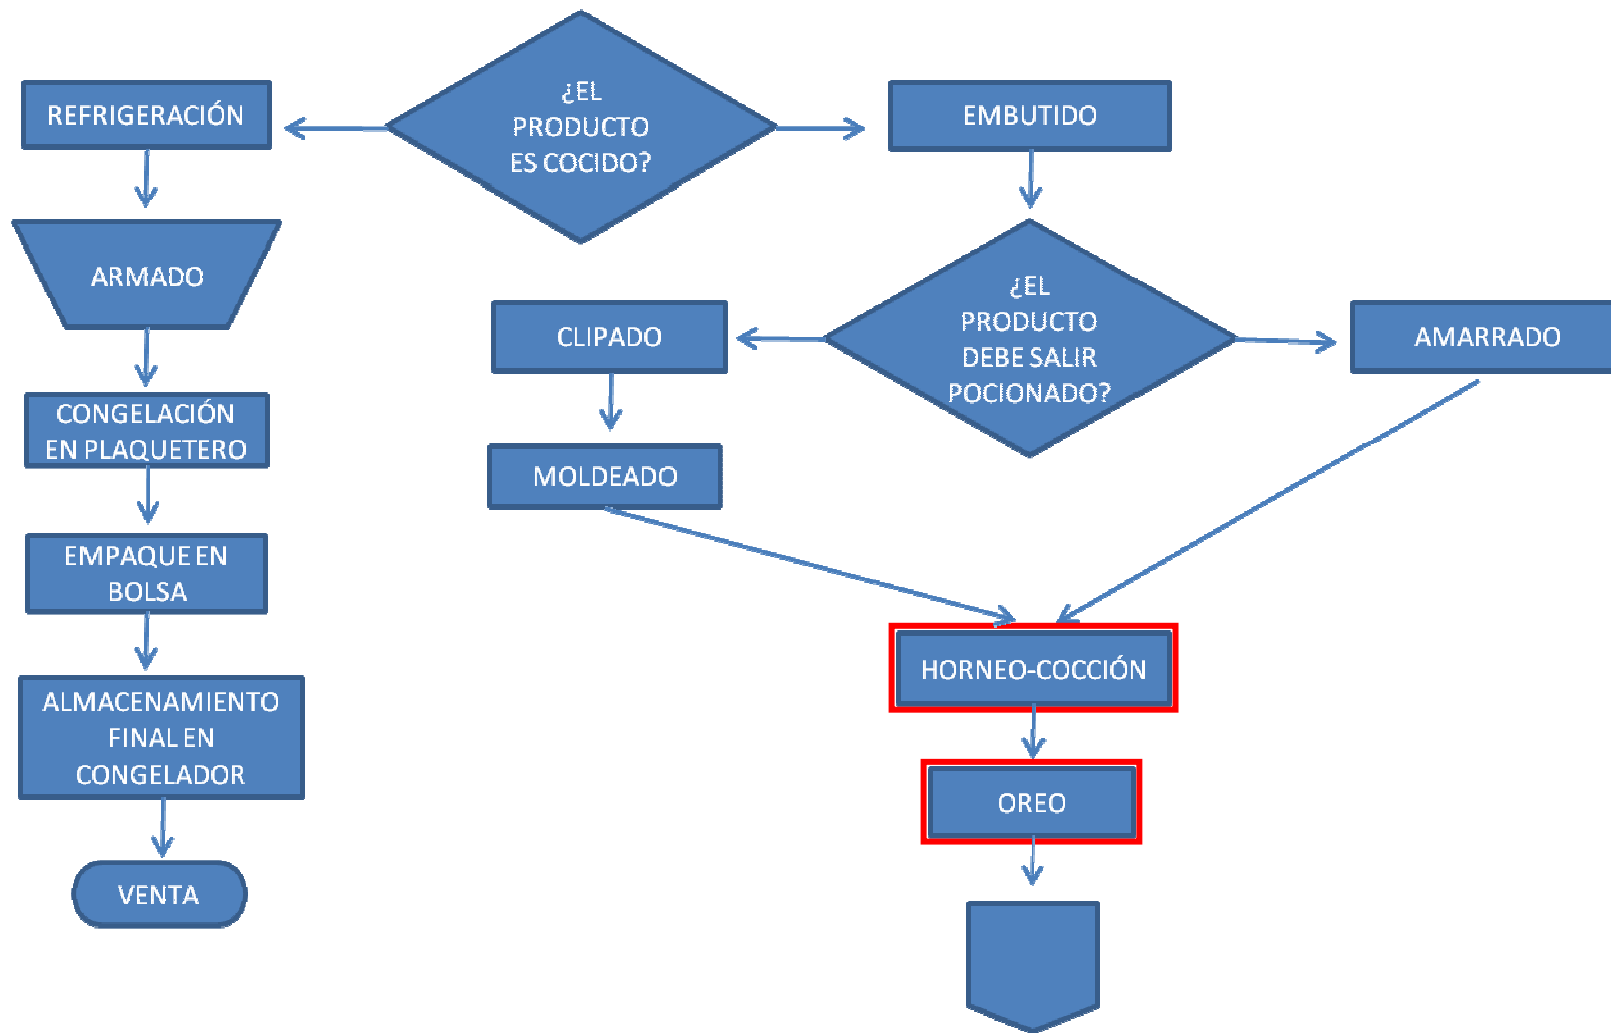 ¿EL
PRODUCTO
ES COCIDO?
REFRIGERACIÓN
ARMADO
CONGELACIÓN
EN PLAQUETERO
EMPAQUE EN
BOLSA
ALMACENAMIENTO
FINAL EN
CONGELADOR
VENTA
EMBUTIDO
¿EL
PRODUCTO
DEBE SALIR
POCIONADO?
CLIPADO
MOLDEADO
AMARRADO
HORNEO-COCCIÓN
OREO